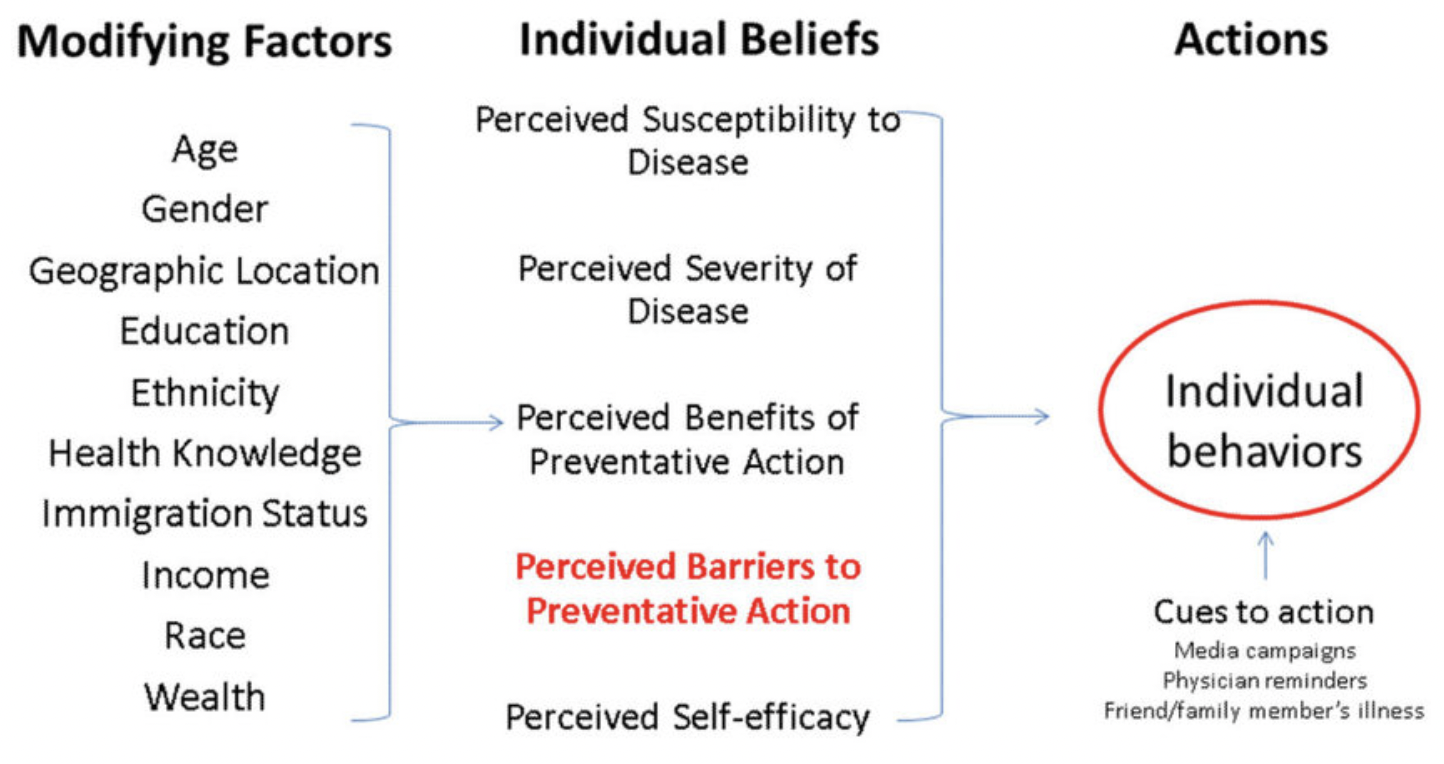 Modifying Factors
Age
Gender
Geographic Location
Education
Ethnicity
Health Knowledge
Immigration Status
Income
Race
Wealth
Individual Beliefs
Perceived Susceptibility to
Disease
Perceived Severity of
Disease
Perceived Benefits of
Preventative Action
Perceived Barriers to
Preventative Action
Perceived Self-efficacy
Actions
Individual
behaviors
Cues to action
Media campaigns
Physician reminders
Friend/family member's illness